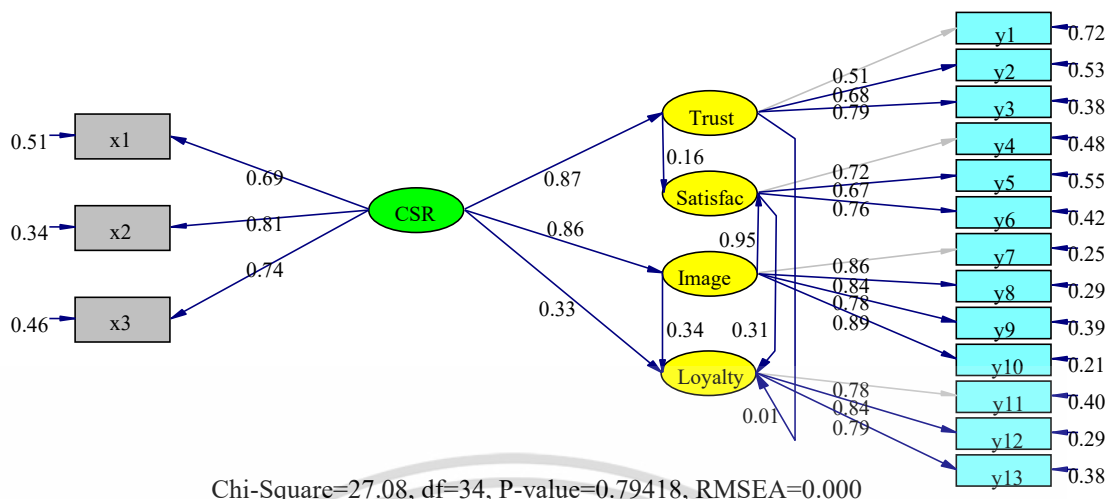 y1
0.72
y2
0.53
0.51
0.68
0.79
y3
0.38
Trust
x1
0.51
y4
0.48
0.16
0.69
0.87
0.72
0.67
0.76
y5
0.55
Satisfac
CSR
y6
0.42
x2
0.34
0.81
0.86
0.95
y7
0.25
0.86
0.84
0.78
0.89
Image
y8
0.29
0.74
x3
0.46
0.33
0.34
0.31
y9
0.39
y10
0.21
Loyalty
0.78
0.84
0.79
y11
0.40
0.01
y12
0.29
y13
0.38
Chi-Square=27.08, df=34, P-value=0.79418, RMSEA=0.000